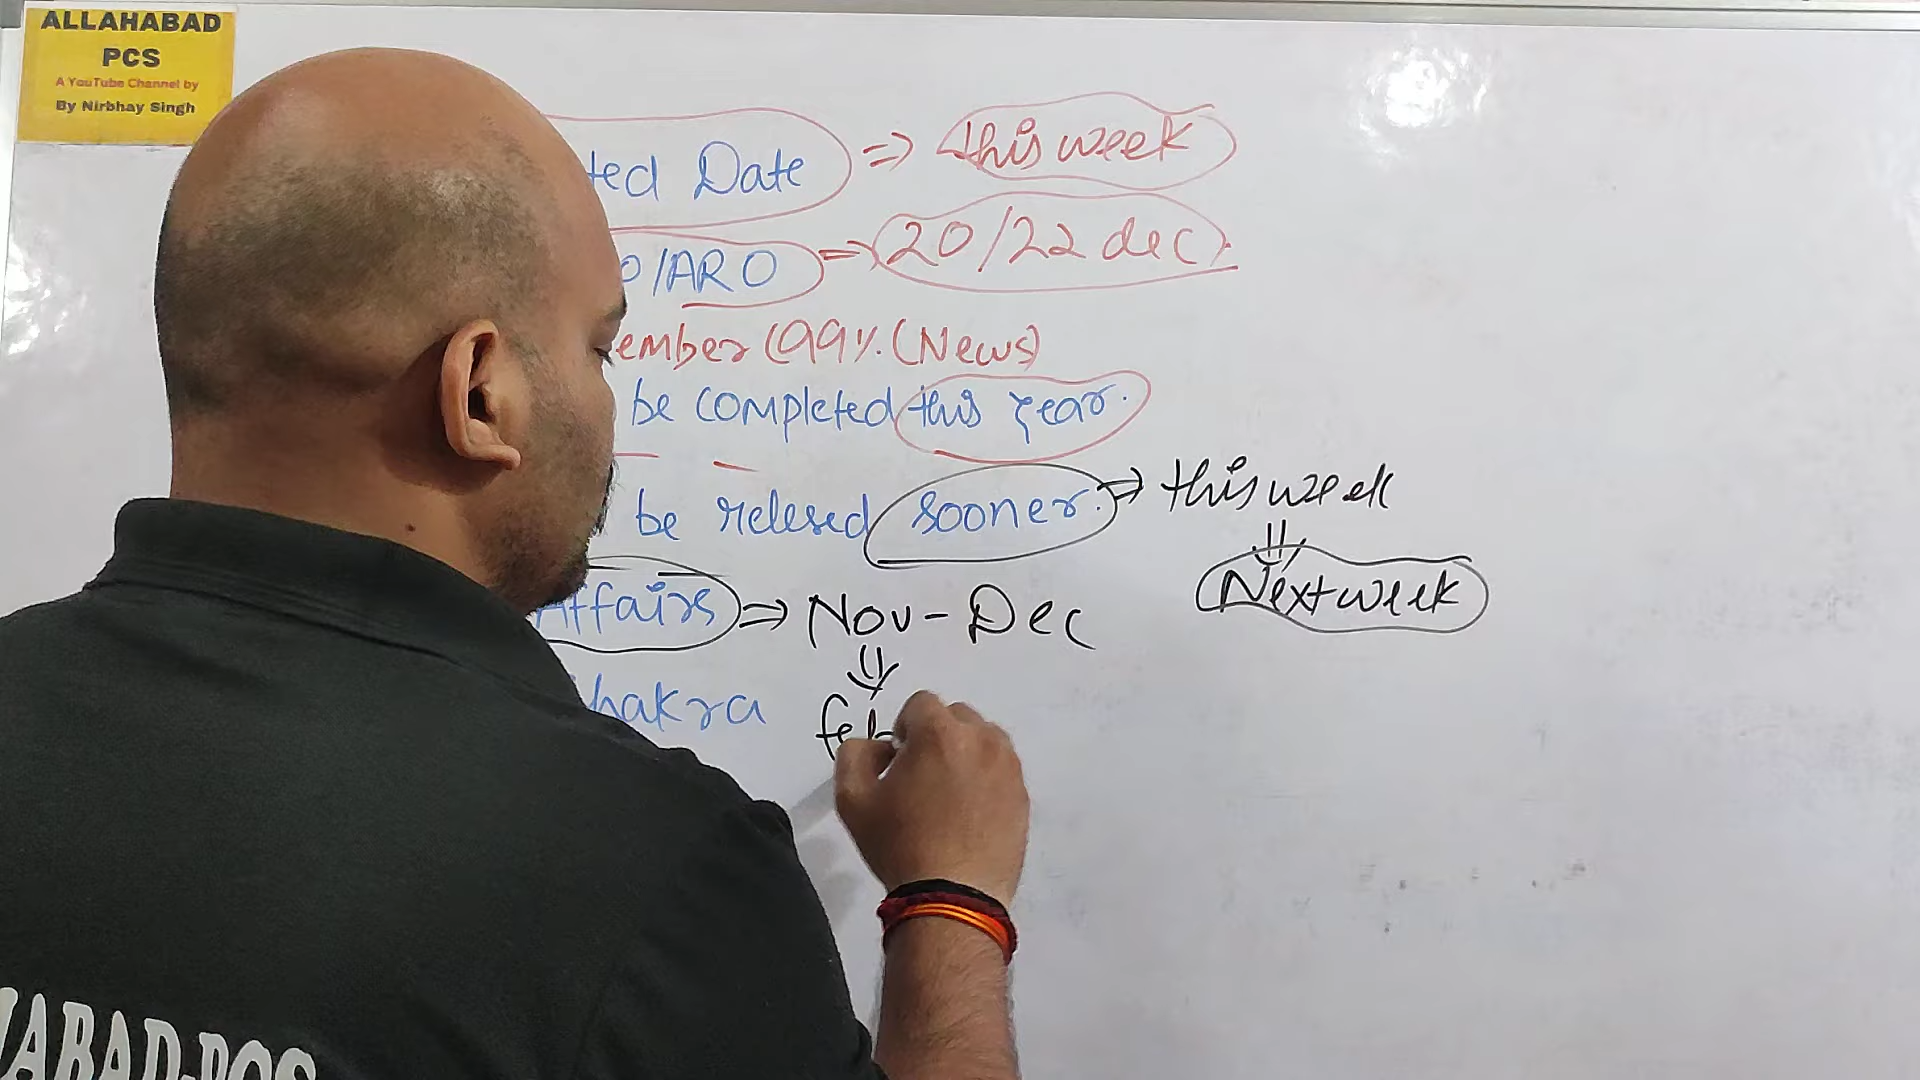 ALLAHABAD
PCS
A YouTube Channel by
By Nirbhay Singh
ted Date => this week
O/ARO => 20/22 dec.
ember (99%. (News)
be completed this year.
be relesed sooner. => this week
Next week
Affairs => Nov-Dec
hakra
feb
ABAD-PCS